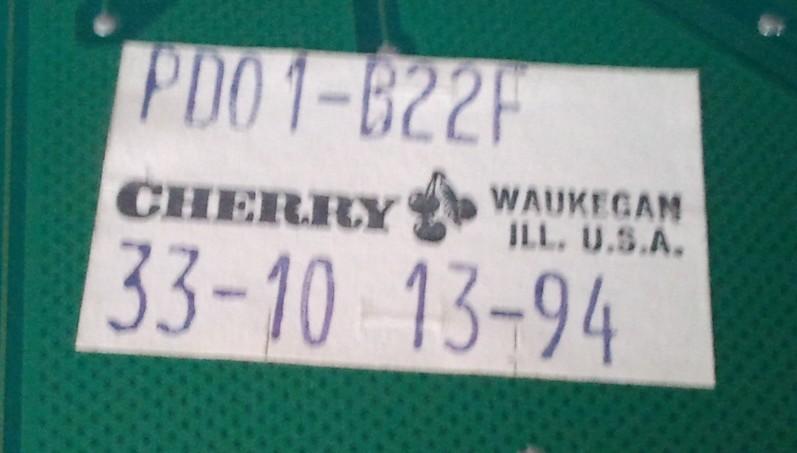 PD01-B22F
CHERRY WAUKEGAN
ILL. U.S.A.
33-10 13-94